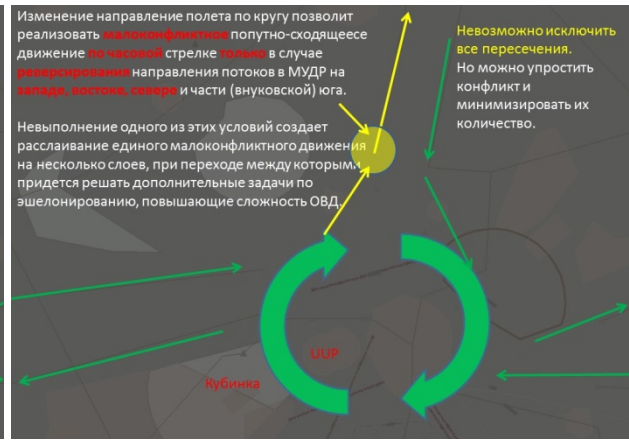 Изменение направление полета по кругу позволит
реализовать малоконфликтное попутно-сходящееся
движение по часовой стрелке только в случае
реверсирования направления потоков в МУДР на
западе, востоке, севере и части (внуковской) юга.
Невыполнение одного из этих условий создает
расслаивание единого малоконфликтного движения
на несколько слоев, при переходе между которыми
придется решать дополнительные задачи по
эшелонированию, повышающие сложность ОВД.
Невозможно исключить
все пересечения.
Но можно упростить
конфликт и
минимизировать их
количество.
UUP
Кубинка